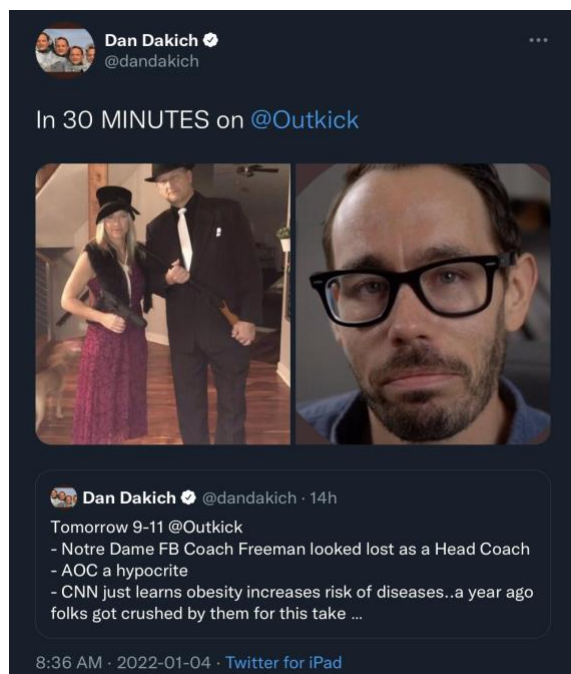 Dan Dakich
@dandakich
In 30 MINUTES on @Outkick
Dan Dakich @dandakich · 14h
Tomorrow 9-11 @Outkick
- Notre Dame FB Coach Freeman looked lost as a Head Coach
- AOC a hypocrite
- CNN just learns obesity increases risk of diseases..a year ago
folks got crushed by them for this take ...
8:36 AM · 2022-01-04 · Twitter for iPad